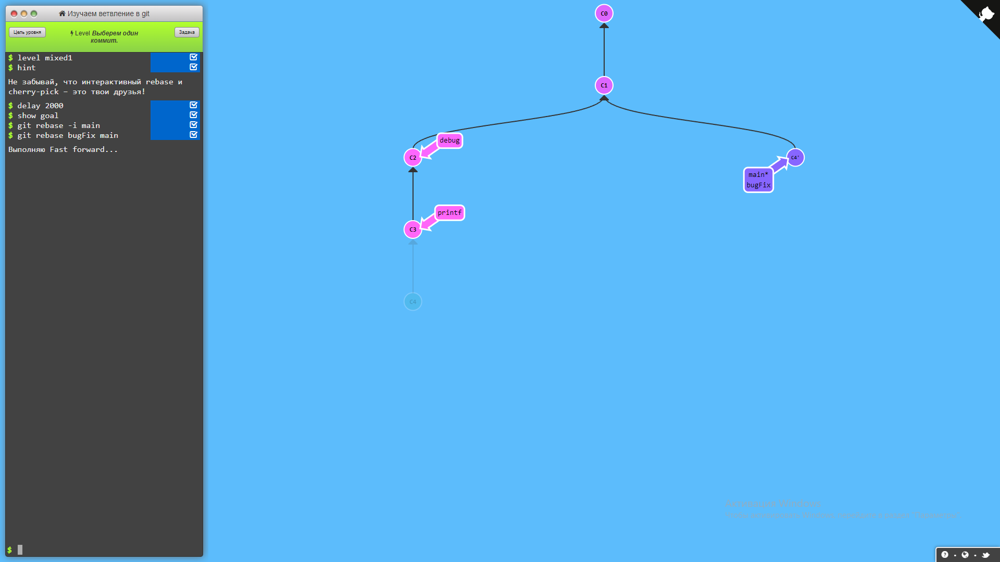 Изучаем ветвление в git
Цель уровня
Level Выберем один
коммит.
Задача
$ level mixed1
$ hint
Не забывай, что интерактивный rebase и
cherry-pick – это твои друзья!
$ delay 2000
$ show goal
$ git rebase -i main
$ git rebase bugFix main
Выполняю Fast forward...
$
C0
C1
debug
C2
C4'
main*
bugFix
printf
C3
C4
Активация Windows